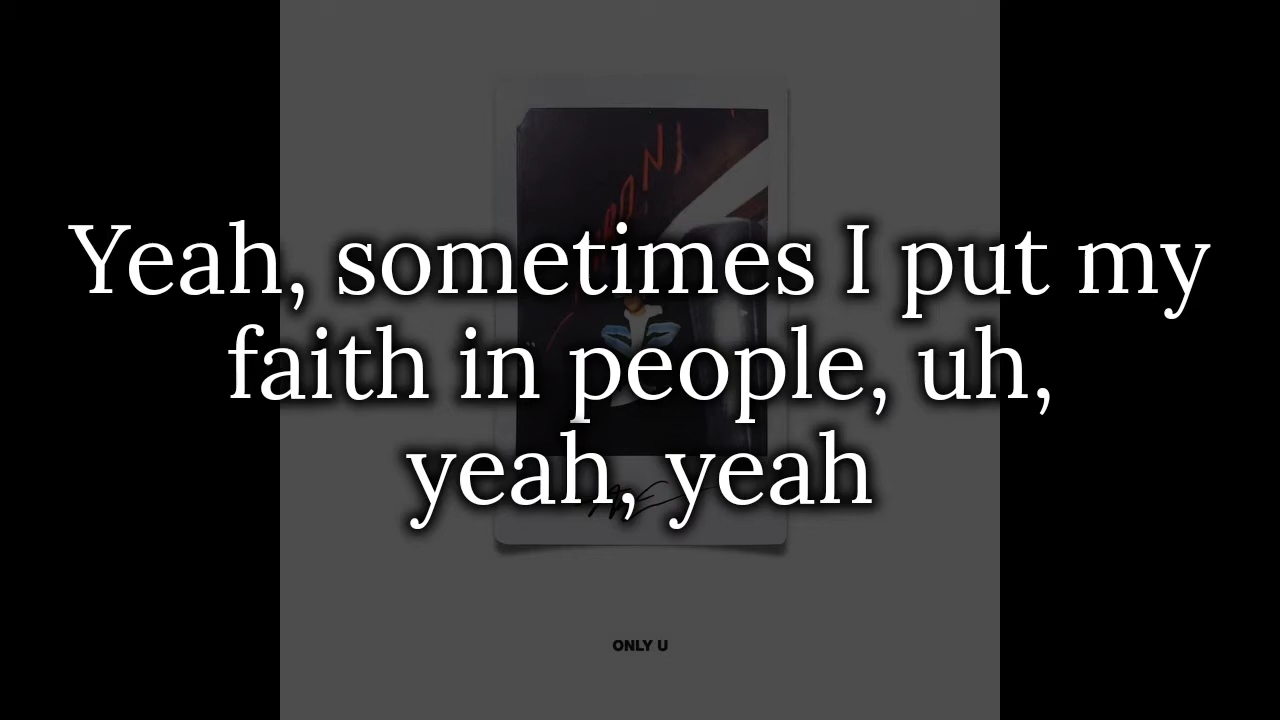 Yeah, sometimes I put my
faith in people, uh,
yeah, yeah
ONLY U